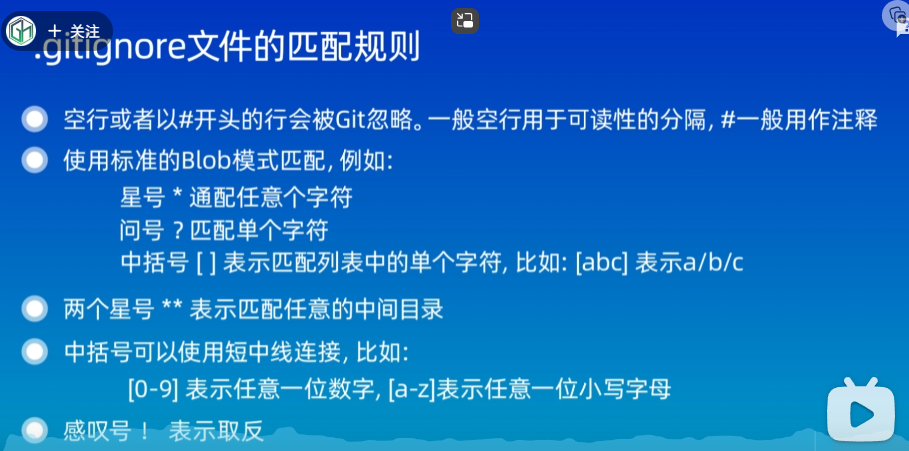 + 关注
.gitignore文件的匹配规则
空行或者以#开头的行会被Git忽略。一般空行用于可读性的分隔, #一般用作注释
使用标准的Blob模式匹配, 例如:
星号 * 通配任意个字符
问号 ? 匹配单个字符
中括号 [ ] 表示匹配列表中的单个字符, 比如: [abc] 表示a/b/c
两个星号 ** 表示匹配任意的中间目录
中括号可以使用短中线连接, 比如:
[0-9] 表示任意一位数字, [a-z]表示任意一位小写字母
感叹号 ! 表示取反